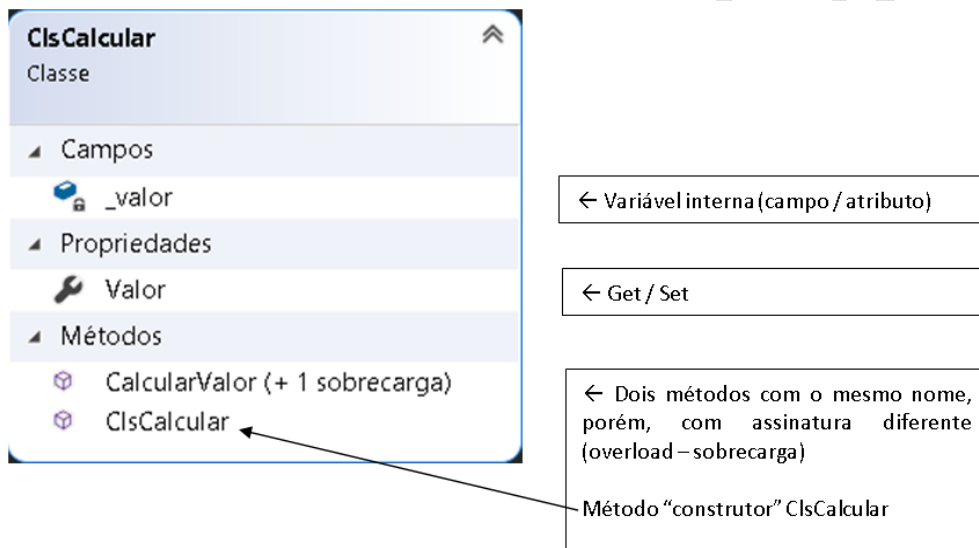 ClsCalcular
Classe
Campos
_valor
← Variável interna (campo / atributo)
Propriedades
Valor
← Get / Set
Métodos
CalcularValor (+ 1 sobrecarga)
ClsCalcular
← Dois métodos com o mesmo nome,
porém, com assinatura diferente
(overload – sobrecarga)
Método “construtor” ClsCalcular